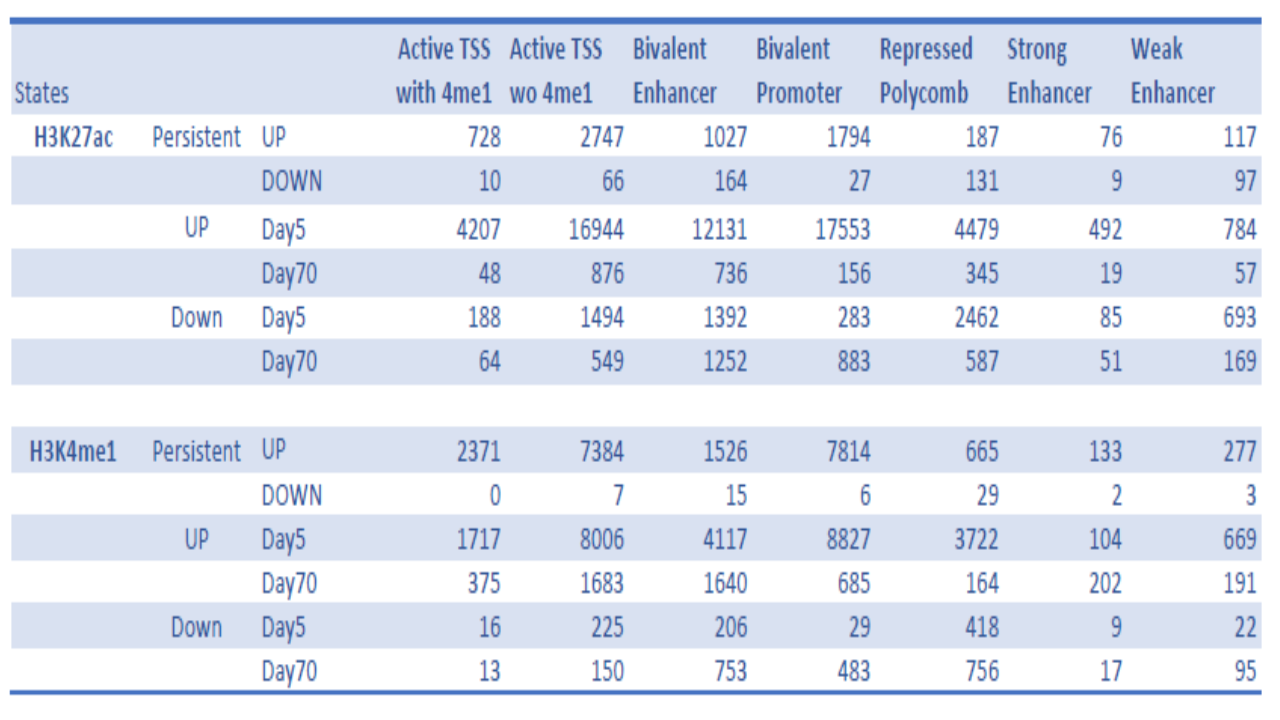 Active TSS Active TSS Bivalent Bivalent Repressed Strong Weak
States with 4me1 wo 4me1 Enhancer Promoter Polycomb Enhancer Enhancer
H3K27ac Persistent UP 728 2747 1027 1794 187 76 117
DOWN 10 66 164 27 131 9 97
UP Day5 4207 16944 12131 17553 4479 492 784
Day70 48 876 736 156 345 19 57
Down Day5 188 1494 1392 283 2462 85 693
Day70 64 549 1252 883 587 51 169
H3K4me1 Persistent UP 2371 7384 1526 7814 665 133 277
DOWN 0 7 15 6 29 2 3
UP Day5 1717 8006 4117 8827 3722 104 669
Day70 375 1683 1640 685 164 202 191
Down Day5 16 225 206 29 418 9 22
Day70 13 150 753 483 756 17 95